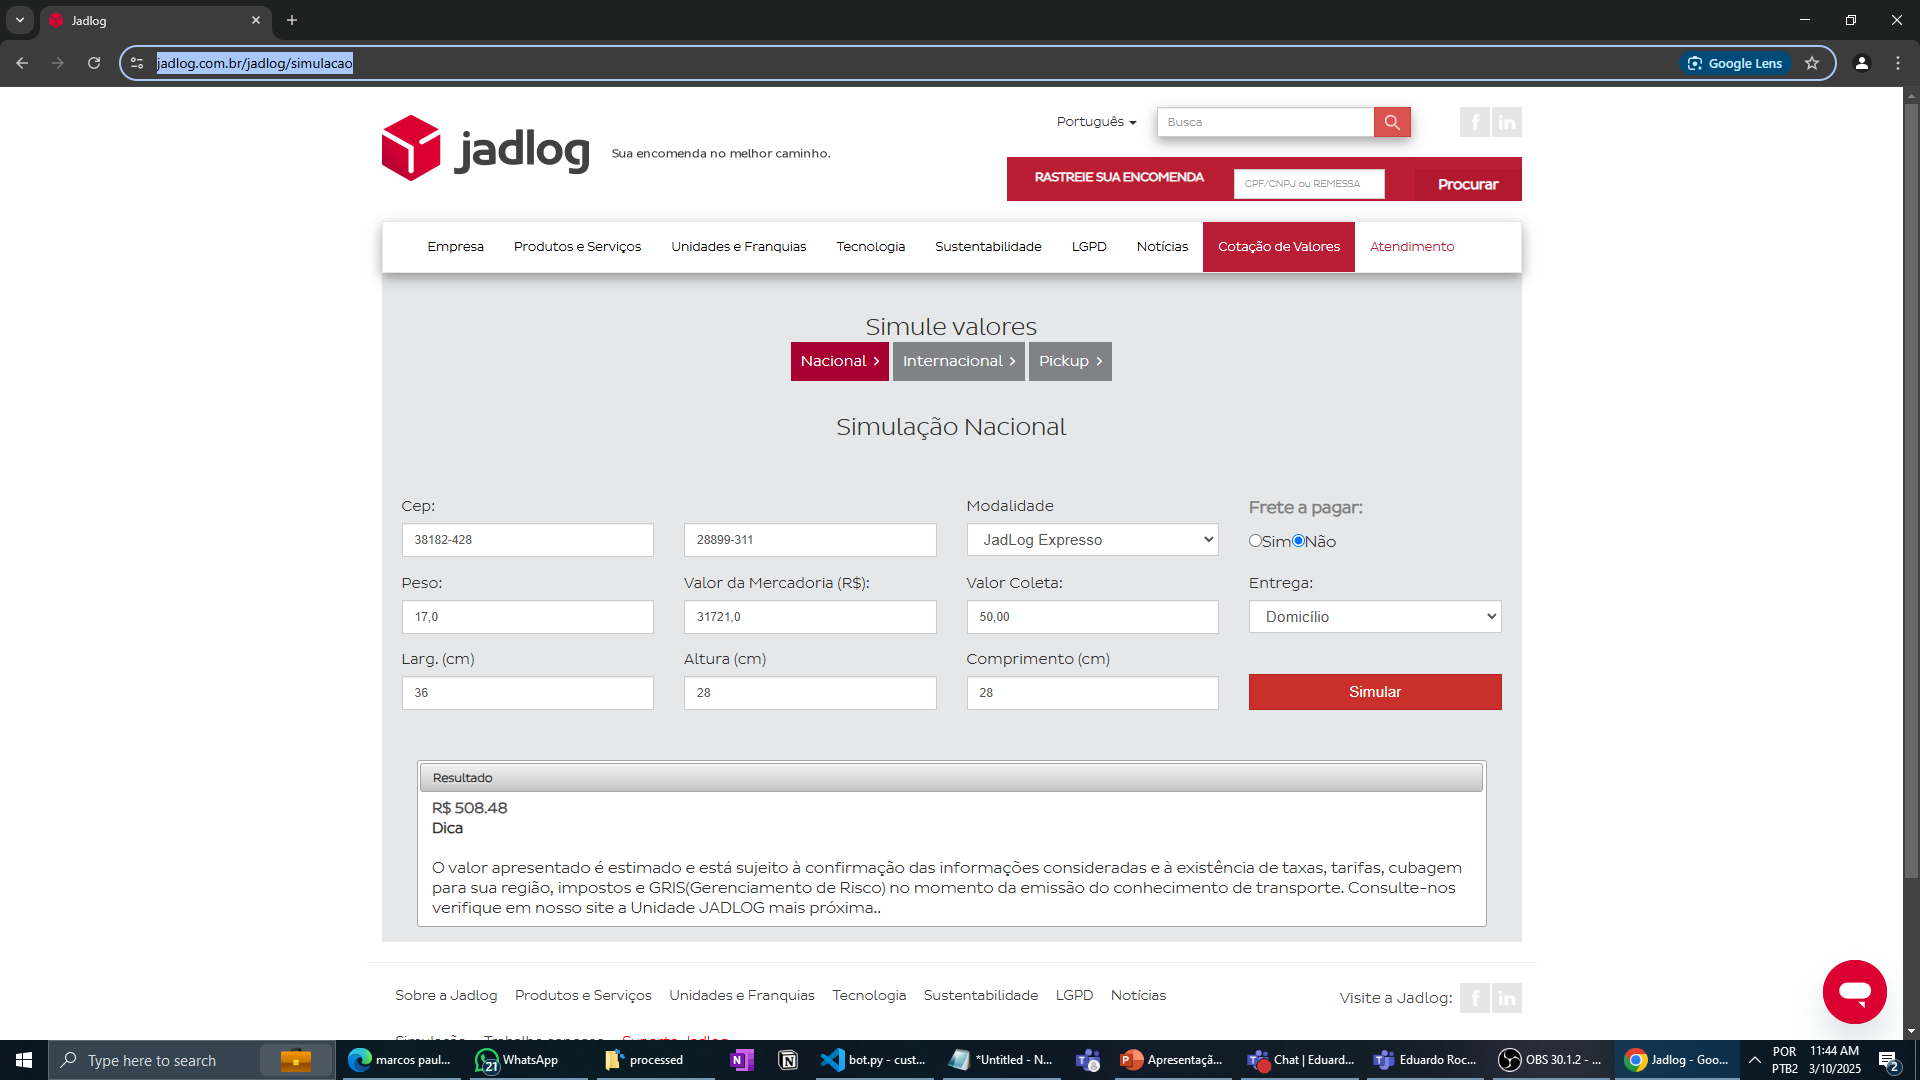 Jadlog
jadlog.com.br/jadlog/simulacao
Google Lens
jadlog
Sua encomenda no melhor caminho.
Português
Busca
RASTREIE SUA ENCOMENDA
CPF/CNPJ ou REMESSA
Procurar
Empresa
Produtos e Serviços
Unidades e Franquias
Tecnologia
Sustentabilidade
LGPD
Notícias
Cotação de Valores
Atendimento
Simule valores
Nacional
Internacional
Pickup
Simulação Nacional
Cep:
Modalidade
Frete a pagar:
38182-428
28899-311
JadLog Expresso
Sim Não
Peso:
Valor da Mercadoria (R$):
Valor Coleta:
Entrega:
17,0
31721,0
50,00
Domicílio
Larg. (cm)
Altura (cm)
Comprimento (cm)
36
28
28
Simular
Resultado
R$ 508.48
Dica
O valor apresentado é estimado e está sujeito à confirmação das informações consideradas e à existência de taxas, tarifas, cubagem
para sua região, impostos e GRIS(Gerenciamento de Risco) no momento da emissão do conhecimento de transporte. Consulte-nos
verifique em nosso site a Unidade JADLOG mais próxima..
Sobre a Jadlog
Produtos e Serviços
Unidades e Franquias
Tecnologia
Sustentabilidade
LGPD
Notícias
Visite a Jadlog:
Type here to search
marcos paul...
21
WhatsApp
processed
bot.py - cust...
*Untitled - N...
Apresentaçã...
Chat | Eduard...
Eduardo Roc...
OBS 30.1.2 - ...
Jadlog - Goo...
POR
PTB2
11:44 AM
3/10/2025
2